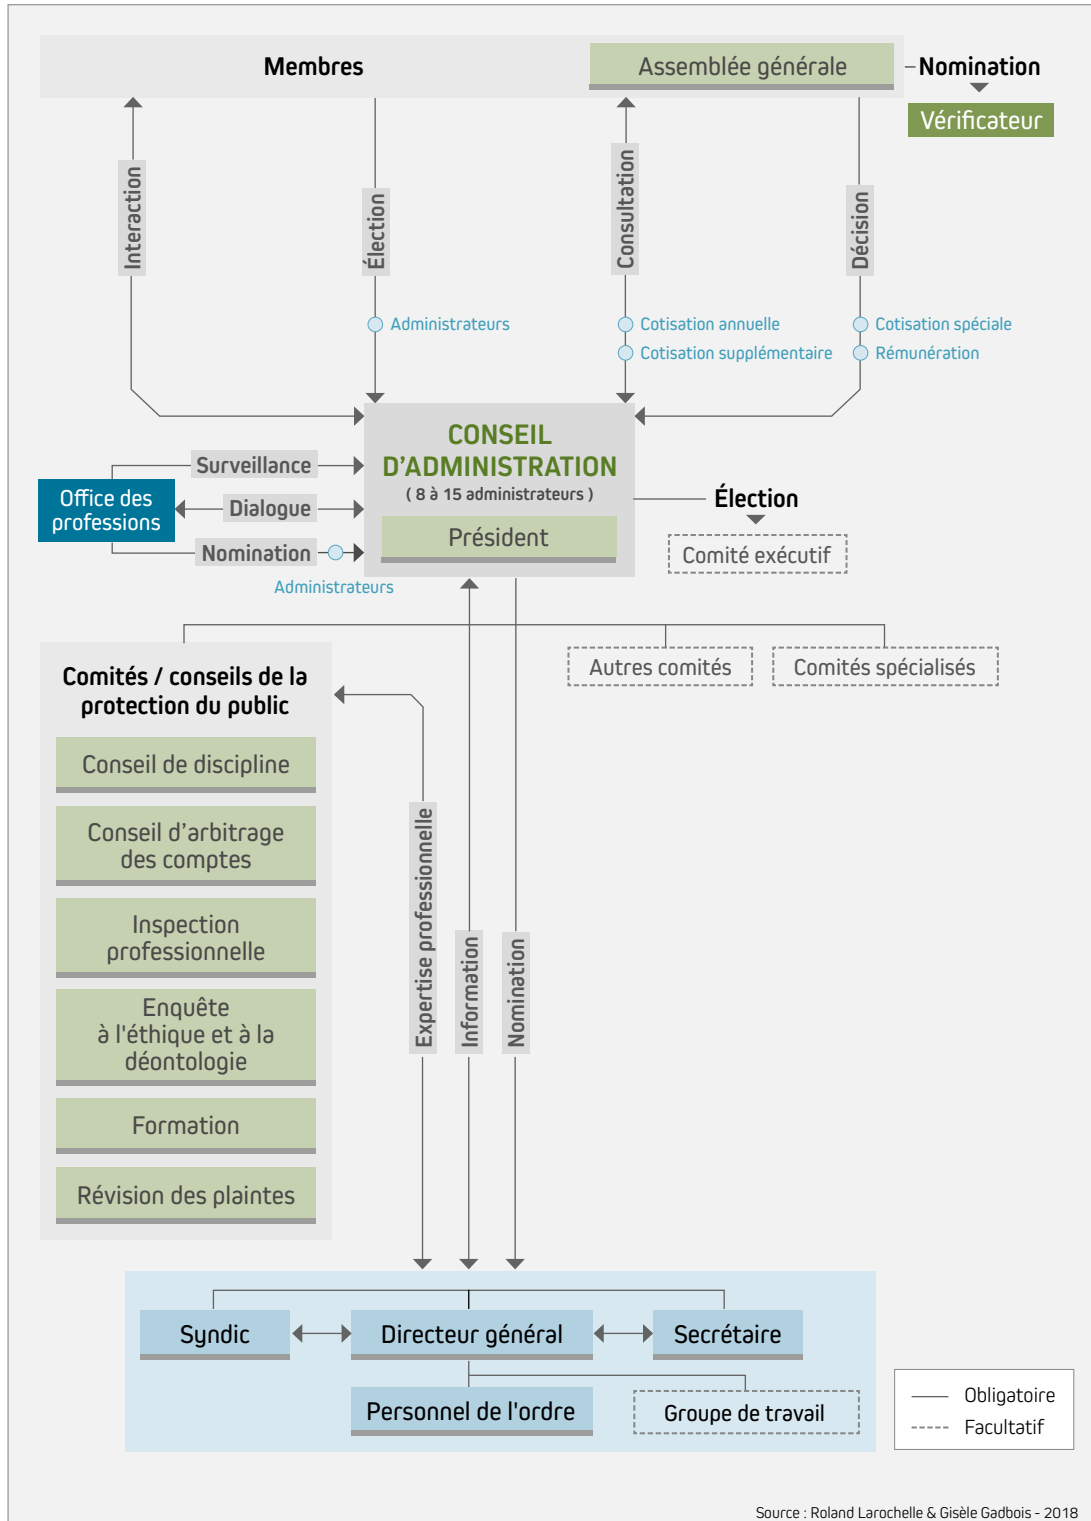 Membres
Assemblée générale
Nomination
Vérificateur
Interaction
Élection
Consultation
Décision
Administrateurs
Cotisation annuelle
Cotisation supplémentaire
Cotisation spéciale
Rémunération
CONSEIL
D'ADMINISTRATION
( 8 à 15 administrateurs )
Président
Surveillance
Office des
professions
Dialogue
Nomination
Administrateurs
Élection
Comité exécutif
Autres comités
Comités spécialisés
Comités / conseils de la
protection du public
Conseil de discipline
Conseil d’arbitrage
des comptes
Inspection
professionnelle
Enquête
à l'éthique et à la
déontologie
Formation
Révision des plaintes
Expertise professionnelle
Information
Nomination
Syndic
Directeur général
Secrétaire
Personnel de l'ordre
Groupe de travail
Obligatoire
Facultatif
Source : Roland Larochelle & Gisèle Gadbois - 2018